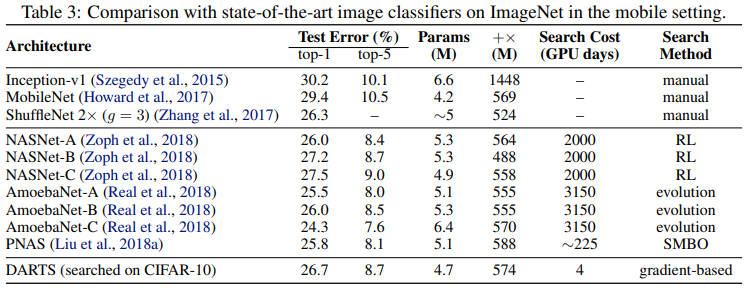 Table 3: Comparison with state-of-the-art image classifiers on ImageNet in the mobile setting.
Architecture Test Error (%) Params (M) +× (M) Search Cost (GPU days) Search Method
top-1 top-5
Inception-v1 (Szegedy et al., 2015) 30.2 10.1 6.6 1448 – manual
MobileNet (Howard et al., 2017) 29.4 10.5 4.2 569 – manual
ShuffleNet 2× (g = 3) (Zhang et al., 2017) 26.3 – ~5 524 – manual
NASNet-A (Zoph et al., 2018) 26.0 8.4 5.3 564 2000 RL
NASNet-B (Zoph et al., 2018) 27.2 8.7 5.3 488 2000 RL
NASNet-C (Zoph et al., 2018) 27.5 9.0 4.9 558 2000 RL
AmoebaNet-A (Real et al., 2018) 25.5 8.0 5.1 555 3150 evolution
AmoebaNet-B (Real et al., 2018) 26.0 8.5 5.3 555 3150 evolution
AmoebaNet-C (Real et al., 2018) 24.3 7.6 6.4 570 3150 evolution
PNAS (Liu et al., 2018a) 25.8 8.1 5.1 588 ~225 SMBO
DARTS (searched on CIFAR-10) 26.7 8.7 4.7 574 4 gradient-based